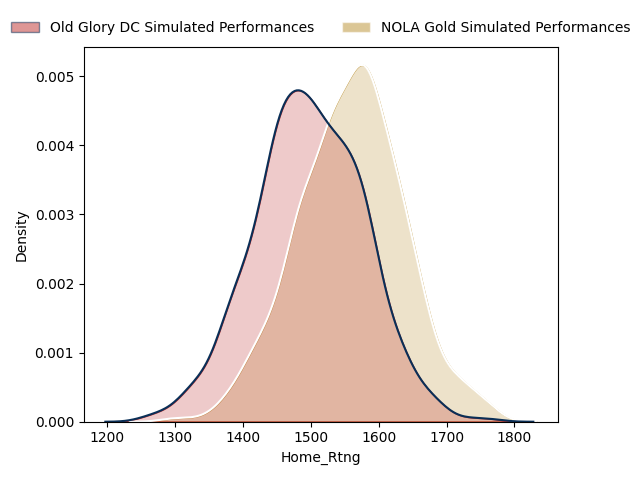 Old Glory DC Simulated Performances NOLA Gold Simulated Performances
0.005
0.004
0.003
0.002
0.001
0.000
Density
1200 1300 1400 1500 1600 1700 1800
Home_Rtng